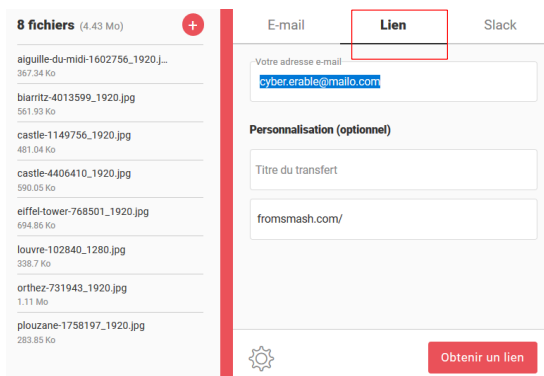 8 fichiers (4.43 Mo)
+
aiguille-du-midi-1602756_1920.j...
367.34 Ko
biarritz-4013599_1920.jpg
561.93 Ko
castle-1149756_1920.jpg
481.04 Ko
castle-4406410_1920.jpg
590.05 Ko
eiffel-tower-768501_1920.jpg
694.86 Ko
louvre-102840_1280.jpg
338.7 Ko
orthez-731943_1920.jpg
1.11 Mo
plouzane-1758197_1920.jpg
283.85 Ko
E-mail Lien Slack
Votre adresse e-mail
cyber.erable@mailo.com
Personnalisation (optionnel)
Titre du transfert
fromsmash.com/
Obtenir un lien